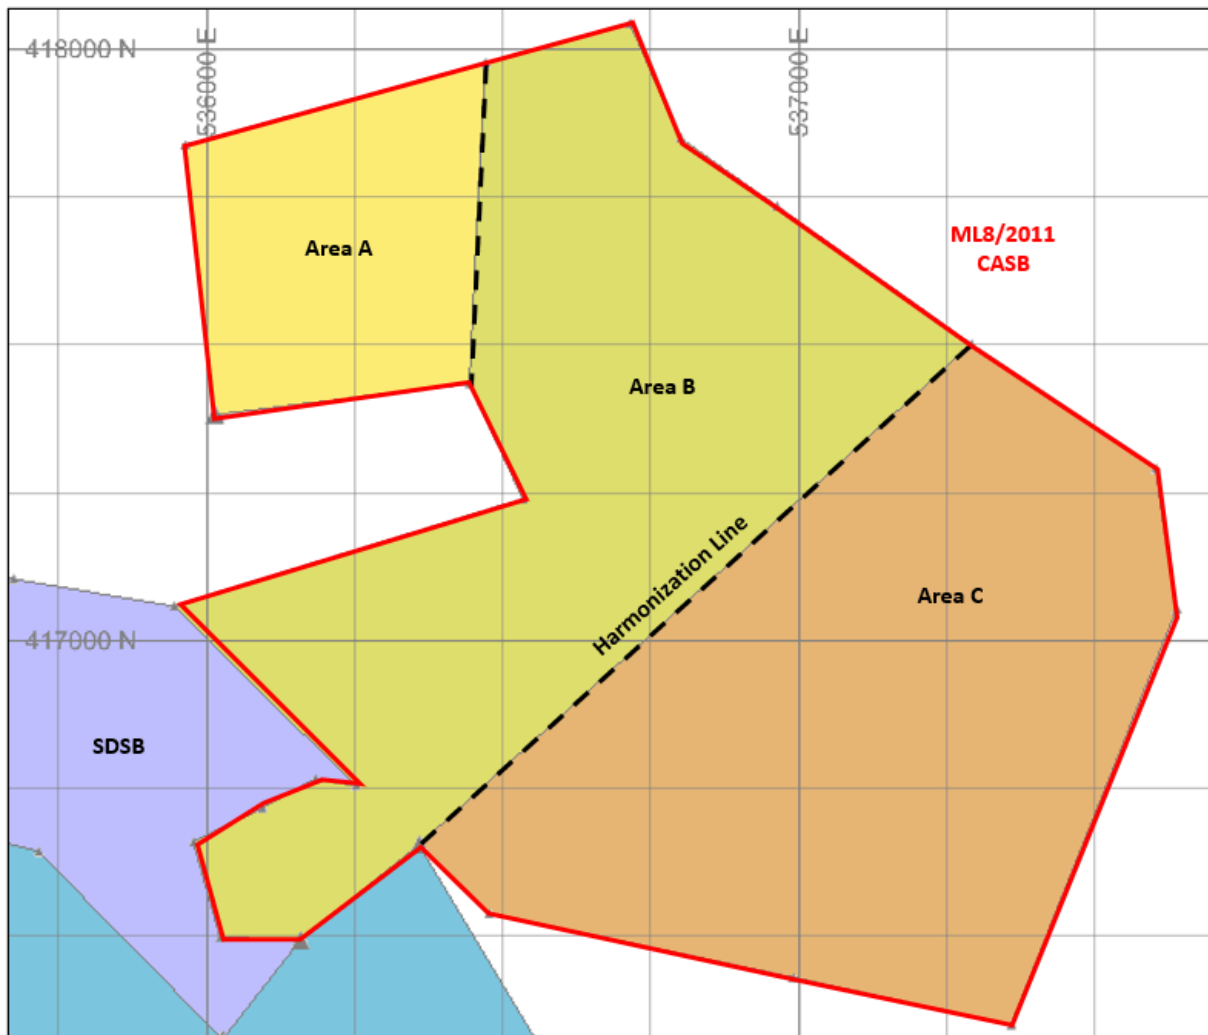 418000 N
536000 E
537000 E
ML8/2011
CASB
Area A
Area B
Harmonization Line
Area C
417000 N
SDSB